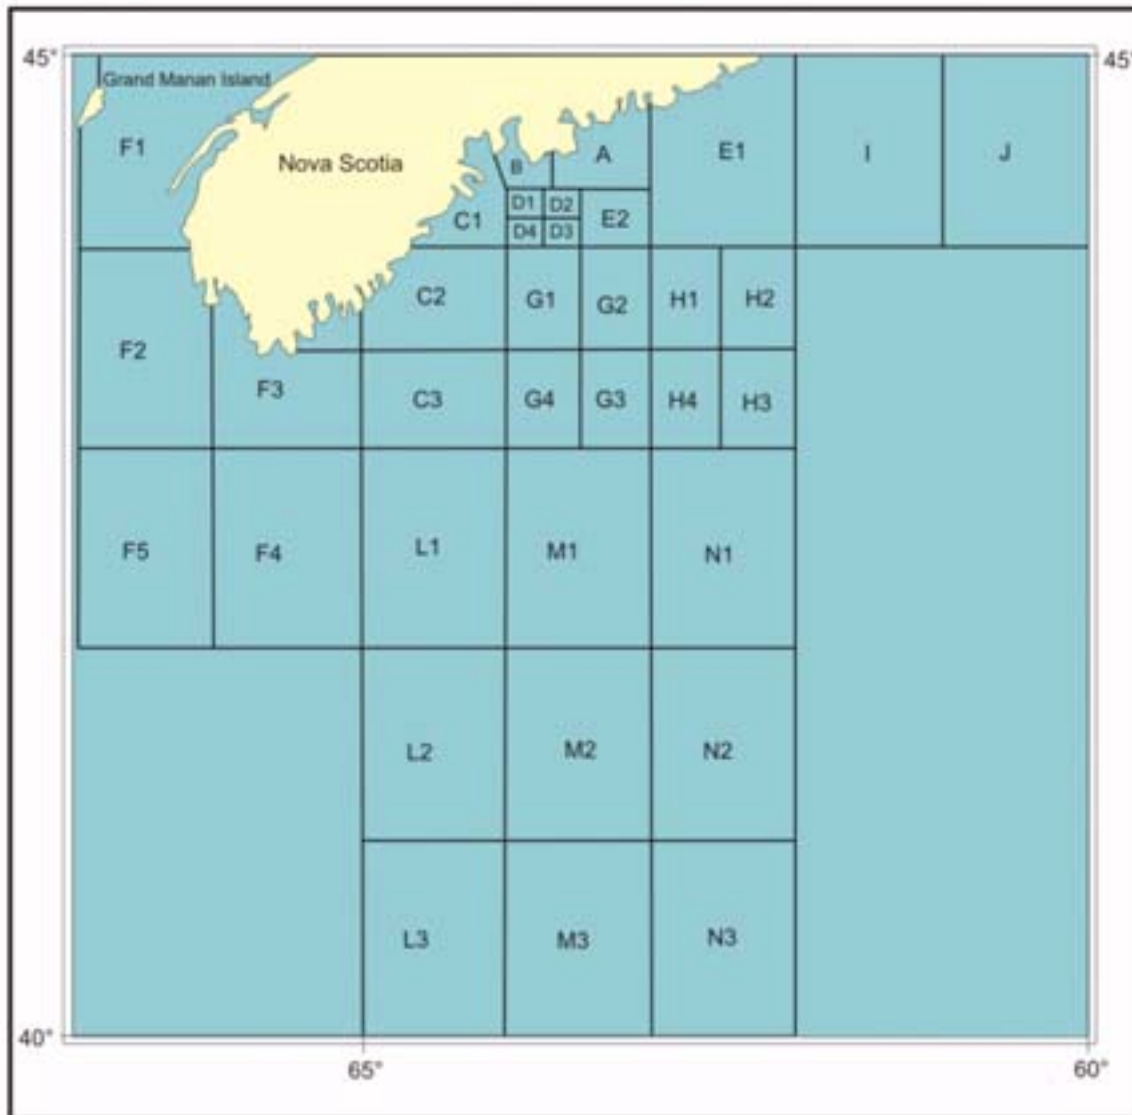 45° 45°
Grand Manan Island
F1 Nova Scotia B A E1 I J
C1 D1 D2 E2
D4 D3
C2 G1 G2 H1 H2
F2 F3 C3 G4 G3 H4 H3
F5 F4 L1 M1 N1
L2 M2 N2
L3 M3 N3
40°
65° 60°